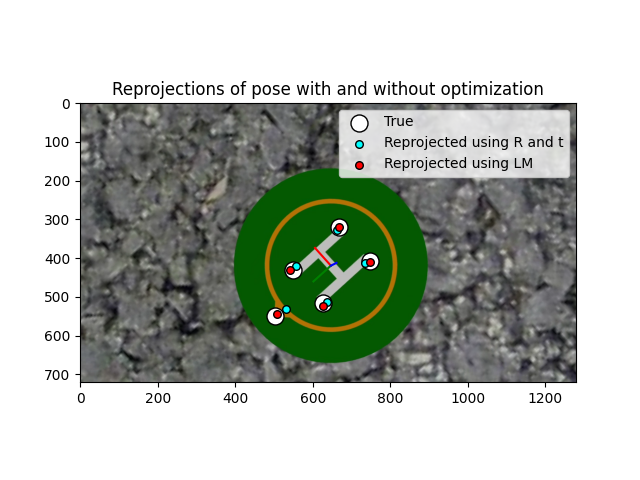 Reprojections of pose with and without optimization
True
Reprojected using R and t
Reprojected using LM
0
100
200
300
400
500
600
700
0 200 400 600 800 1000 1200
H